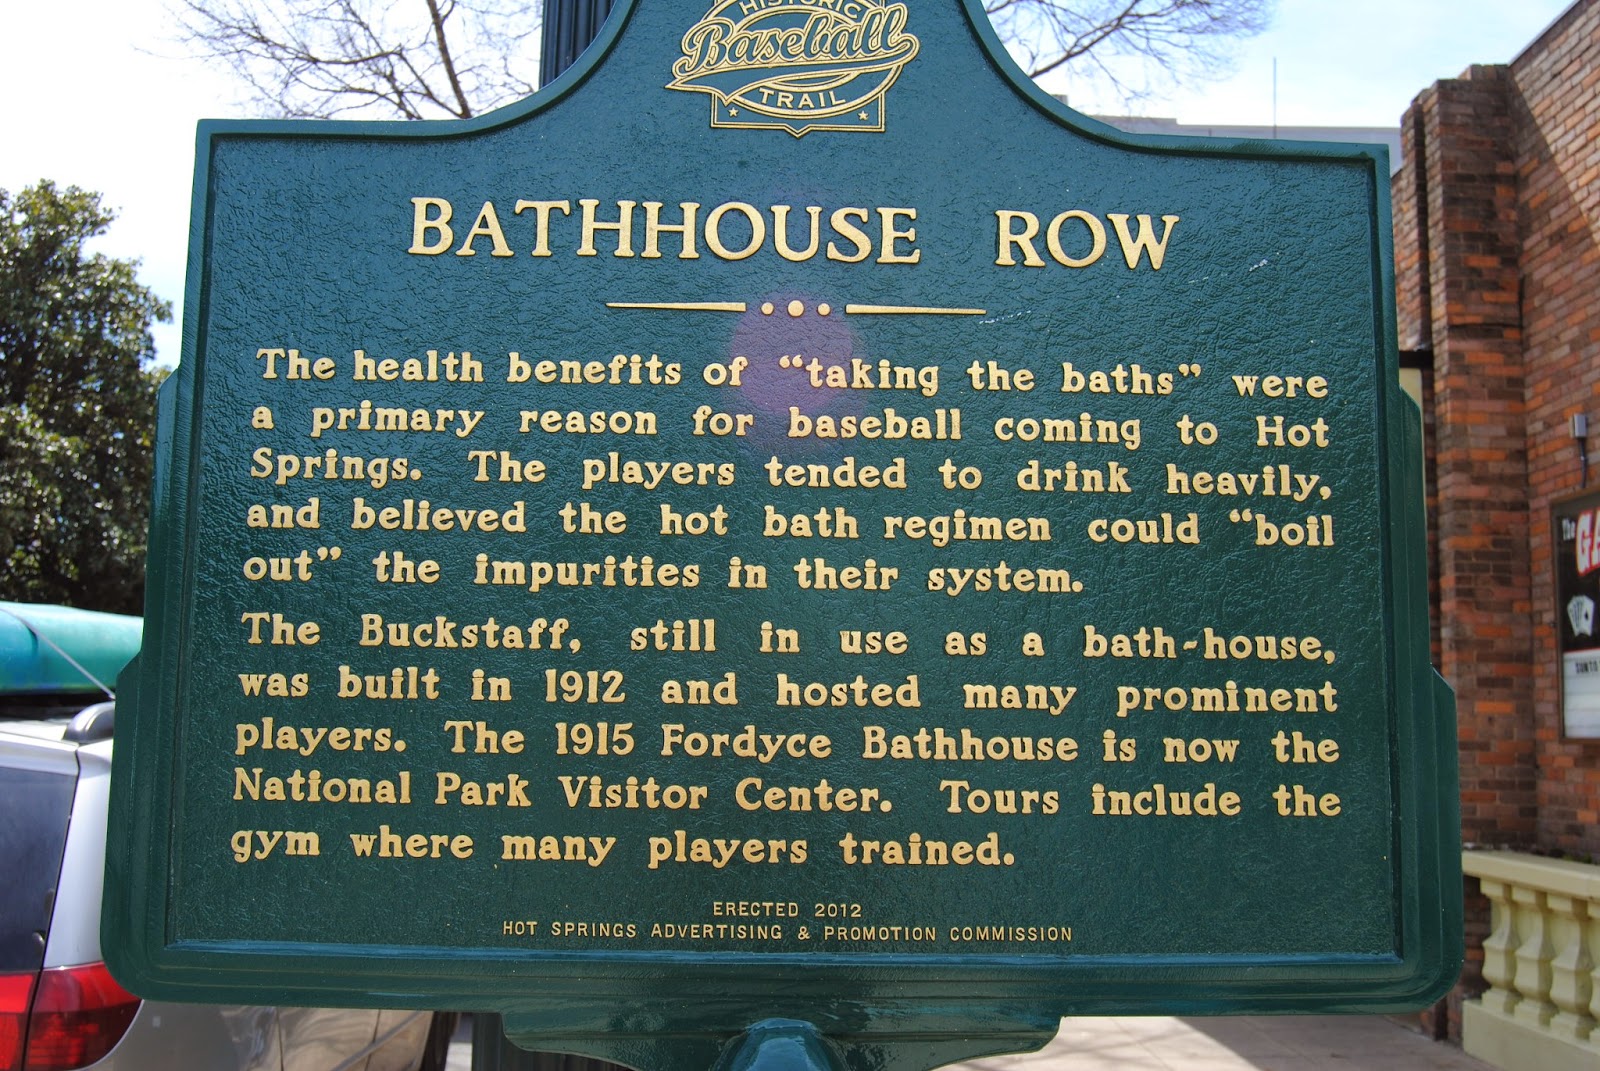 HISTORIC
Baseball
TRAIL
BATHHOUSE ROW
The health benefits of “taking the baths” were
a primary reason for baseball coming to Hot
Springs. The players tended to drink heavily,
and believed the hot bath regimen could “boil
out” the impurities in their system.
The Buckstaff, still in use as a bath-house,
was built in 1912 and hosted many prominent
players. The 1915 Fordyce Bathhouse is now the
National Park Visitor Center. Tours include the
gym where many players trained.
ERECTED 2012
HOT SPRINGS ADVERTISING & PROMOTION COMMISSION
The